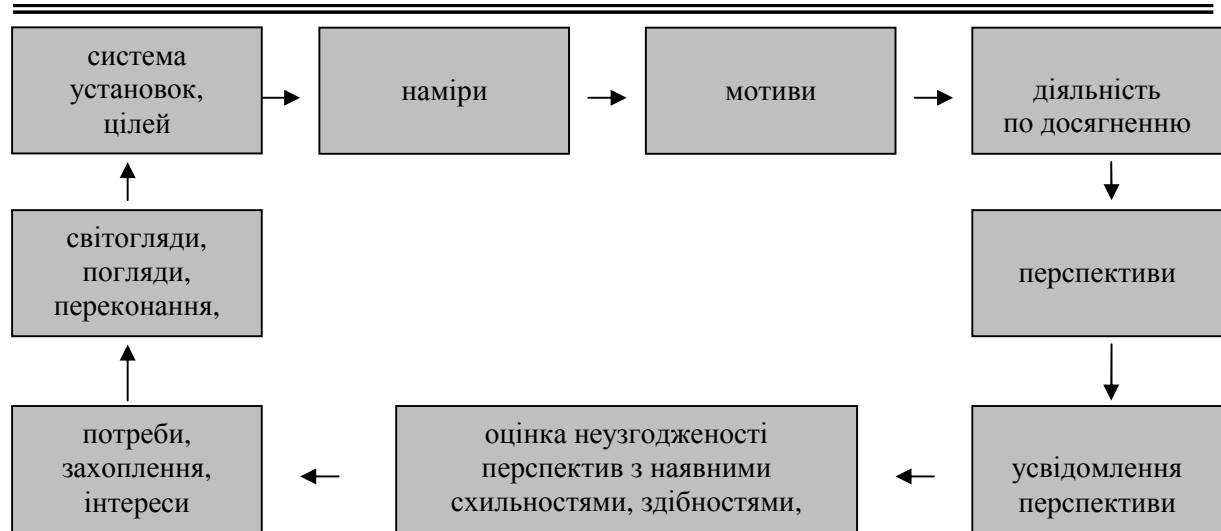 система
установок,
цілей
наміри
мотиви
діяльність
по досягненню
світогляди,
погляди,
переконання,
перспективи
потреби,
захоплення,
інтереси
оцінка неузгодженості
перспектив з наявними
схильностями, здібностями,
усвідомлення
перспективи